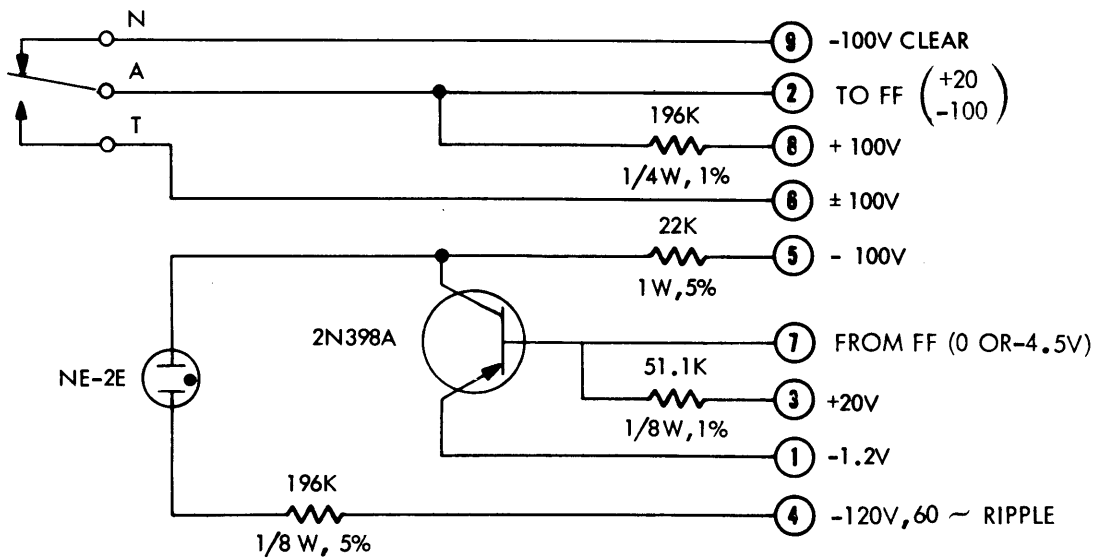 N
9 -100V CLEAR
A
2 TO FF (+20
-100)
T
196K
8 + 100V
1/4W, 1%
6 ± 100V
22K
5 - 100V
1W,5%
2N398A
7 FROM FF (0 OR-4.5V)
NE-2E
51.1K
3 +20V
1/8W,1%
1 -1.2V
196K
4 -120V,60 ~ RIPPLE
1/8 W, 5%